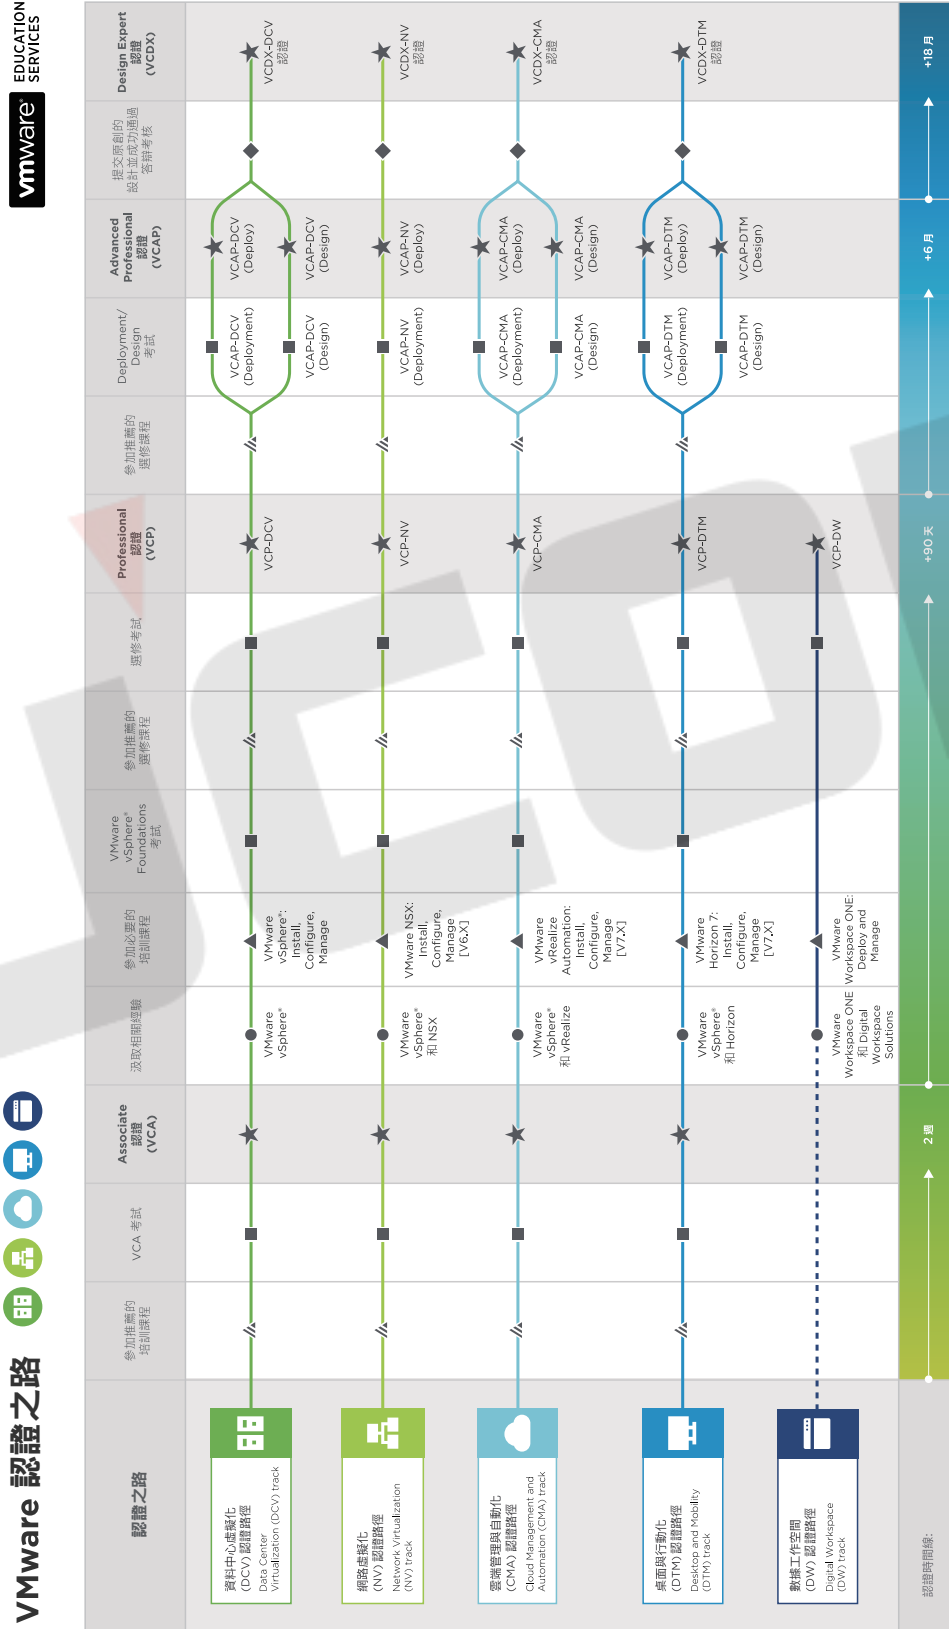 VMware 認證之路
vmware®
EDUCATION
SERVICES
認證之路
參加推薦的
培訓課程
VCA 考試
Associate
認證
(VCA)
汲取相關經驗
參加必要的
培訓課程
VMware
vSphere®
Foundations
考試
參加推薦的
選修課程
選修考試
Professional
認證
(VCP)
參加推薦的
選修課程
Deployment/
Design
考試
Advanced
Professional
認證
(VCAP)
提交原創的
設計並成功通過
答辯考核
Design Expert
認證
(VCDX)
資料中心虛擬化
(DCV) 認證路徑
Data Center
Virtualization (DCV) track
VMware
vSphere®
VMware
vSphere®:
Install,
Configure,
Manage
VCP-DCV
VCAP-DCV
(Deployment)
VCAP-DCV
(Design)
VCAP-DCV
(Deploy)
VCAP-DCV
(Design)
VCDX-DCV
認證
網路虛擬化
(NV) 認證路徑
Network Virtualization
(NV) track
VMware
vSphere®
和 NSX
VMware NSX:
Install,
Configure,
Manage
[V6.X]
VCP-NV
VCAP-NV
(Deployment)
VCAP-NV
(Deploy)
VCDX-NV
認證
雲端管理與自動化
(CMA) 認證路徑
Cloud Management and
Automation (CMA) track
VMware
vSphere®
和 vRealize
VMware
vRealize
Automation:
Install,
Configure,
Manage
[V7.X]
VCP-CMA
VCAP-CMA
(Deployment)
VCAP-CMA
(Design)
VCAP-CMA
(Deploy)
VCAP-CMA
(Design)
VCDX-CMA
認證
桌面與行動化
(DTM) 認證路徑
Desktop and Mobility
(DTM) track
VMware
vSphere®
和 Horizon
VMware
Horizon 7:
Install,
Configure,
Manage
[V7.X]
VCP-DTM
VCAP-DTM
(Deployment)
VCAP-DTM
(Design)
VCAP-DTM
(Deploy)
VCAP-DTM
(Design)
VCDX-DTM
認證
數據工作空間
(DW) 認證路徑
Digital Workspace
(DW) track
VMware
Workspace ONE
和 Digital
Workspace
Solutions
VMware
Workspace ONE:
Deploy and
Manage
VCP-DW
認證時間線:
2 週
+90 天
+6 月
+18 月